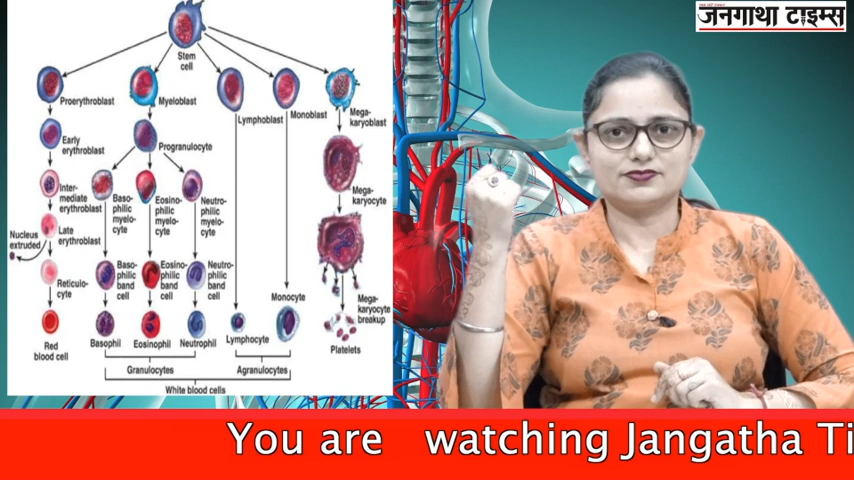 जनगाथा टाइम्स
Stem
cell
Proerythroblast
Myeloblast
Lymphoblast
Monoblast
Mega-
karyoblast
Early
erythroblast
Progranulocyte
Inter-
mediate
erythroblast
Baso-
philic
myelo-
cyte
Eosino-
philic
myelo-
cyte
Neutro-
philic
myelo-
cyte
Mega-
karyocyte
Nucleus
extruded
Late
erythroblast
Reticulo-
cyte
Baso-
philic
band
cell
Eosino-
philic
band
cell
Neutro-
philic
band
cell
Monocyte
Mega-
karyocyte
breakup
Red
blood cell
Basophil
Eosinophil
Neutrophil
Lymphocyte
Platelets
Granulocytes
Agranulocytes
White blood cells
You are watching Jangatha Ti